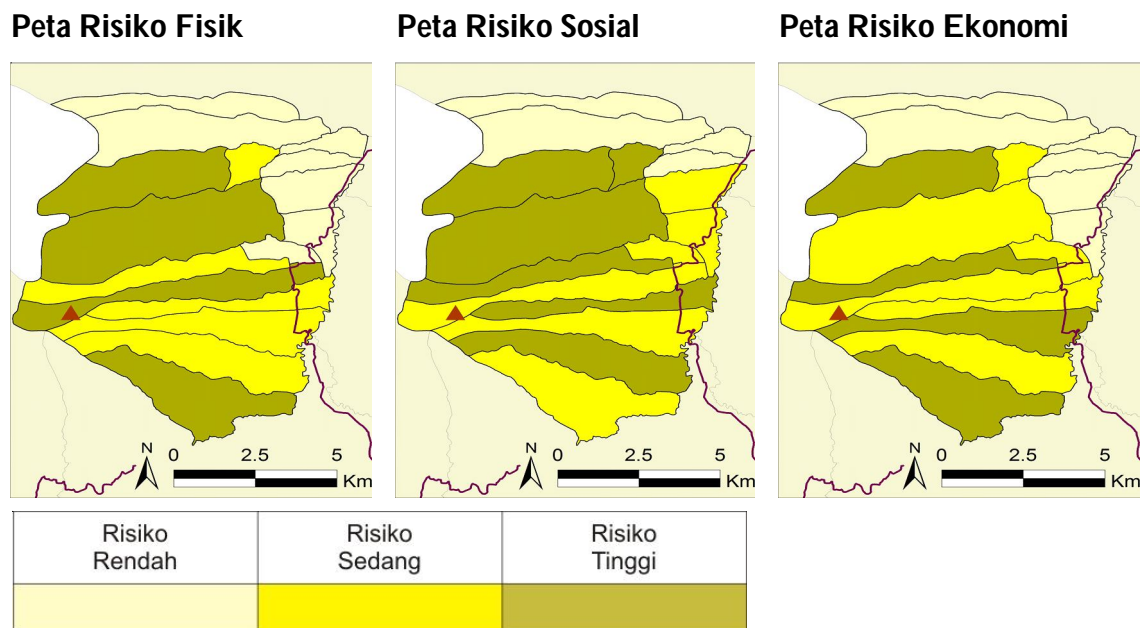 Peta Risiko Fisik
Peta Risiko Sosial
Peta Risiko Ekonomi
N
0 2.5 5
Km
N
0 2.5 5
Km
N
0 2.5 5
Km
Risiko
Rendah
Risiko
Sedang
Risiko
Tinggi